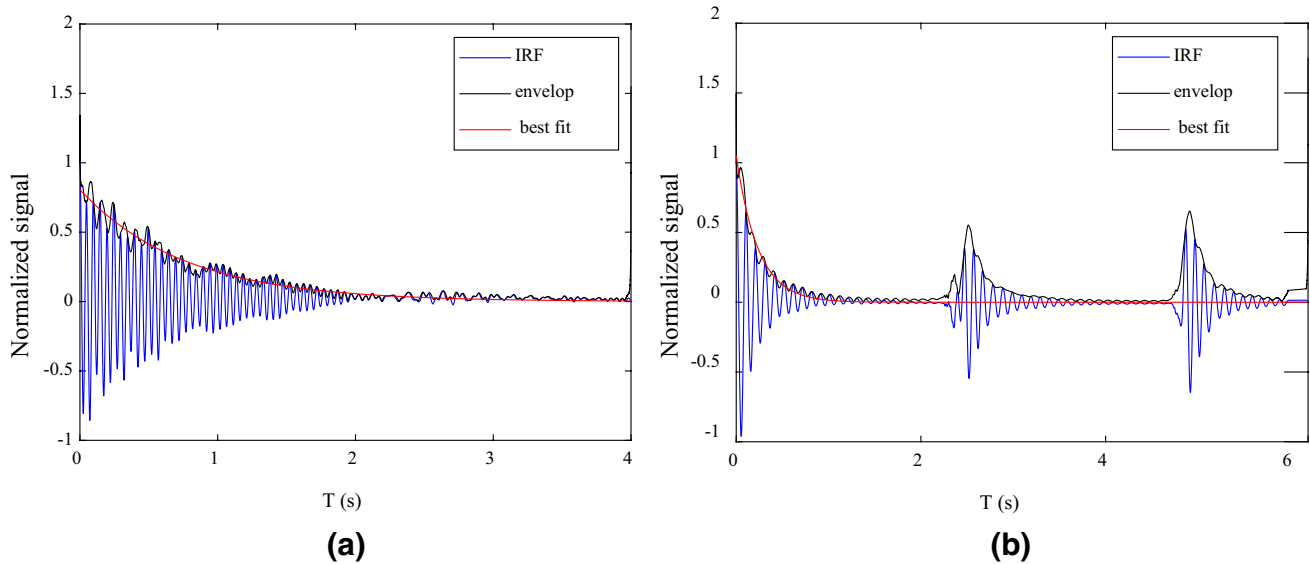 2
1.5
1
0.5
0
-0.5
-1
0
1
2
3
4
Normalized signal
T (s)
IRF
envelop
best fit
(a)
2
1.5
1
0.5
0
-0.5
-1
0
2
4
6
Normalized signal
T (s)
IRF
envelop
best fit
(b)